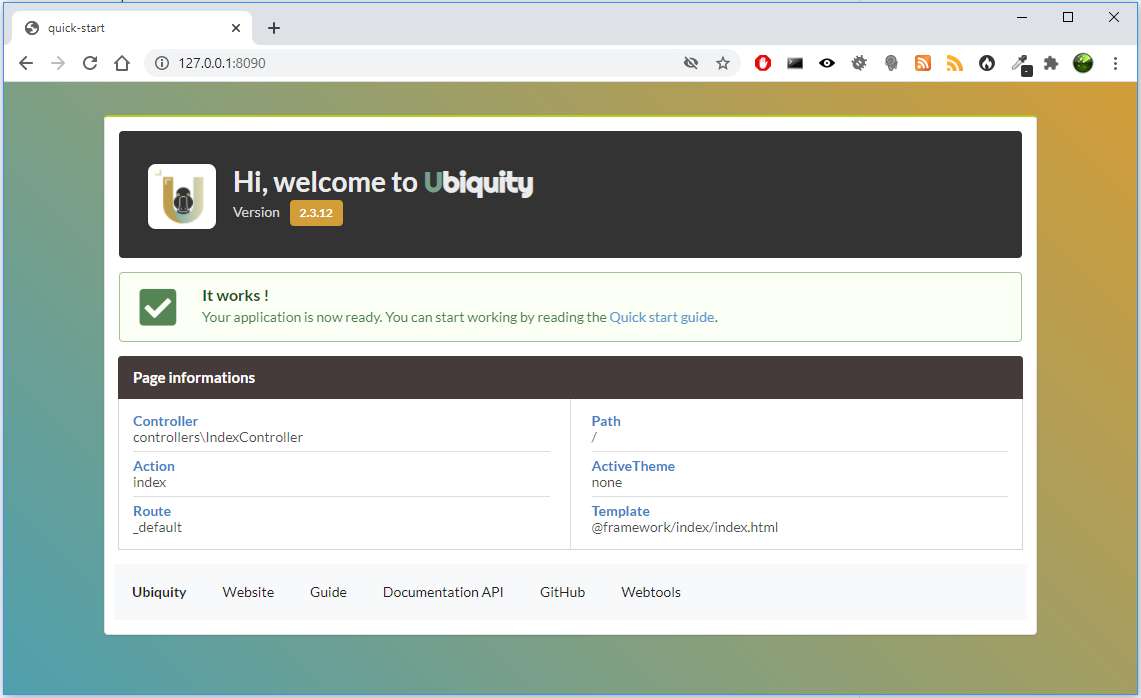 quick-start
127.0.0.1:8090
Hi, welcome to Ubiquity
Version 2.3.12
It works !
Your application is now ready. You can start working by reading the Quick start guide.
Page informations
Controller
controllers\IndexController
Action
index
Route
_default
Path
/
ActiveTheme
none
Template
@framework/index/index.html
Ubiquity Website Guide Documentation API GitHub Webtools